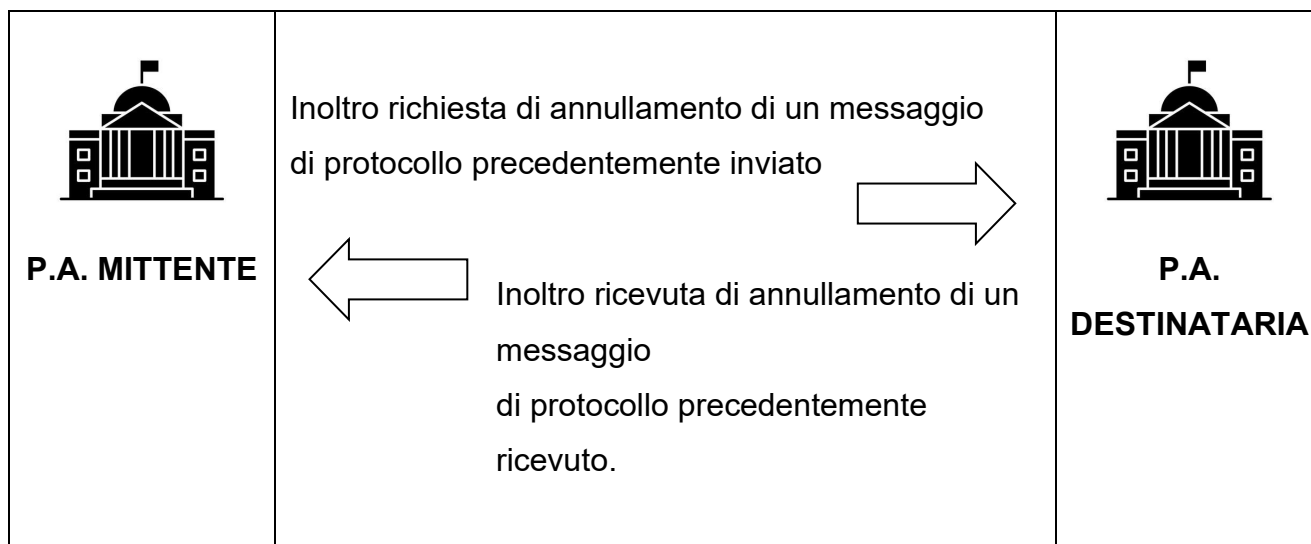 Inoltro richiesta di annullamento di un messaggio
di protocollo precedentemente inviato
P.A. MITTENTE
Inoltro ricevuta di annullamento di un
messaggio
di protocollo precedentemente
ricevuto.
P.A.
DESTINATARIA